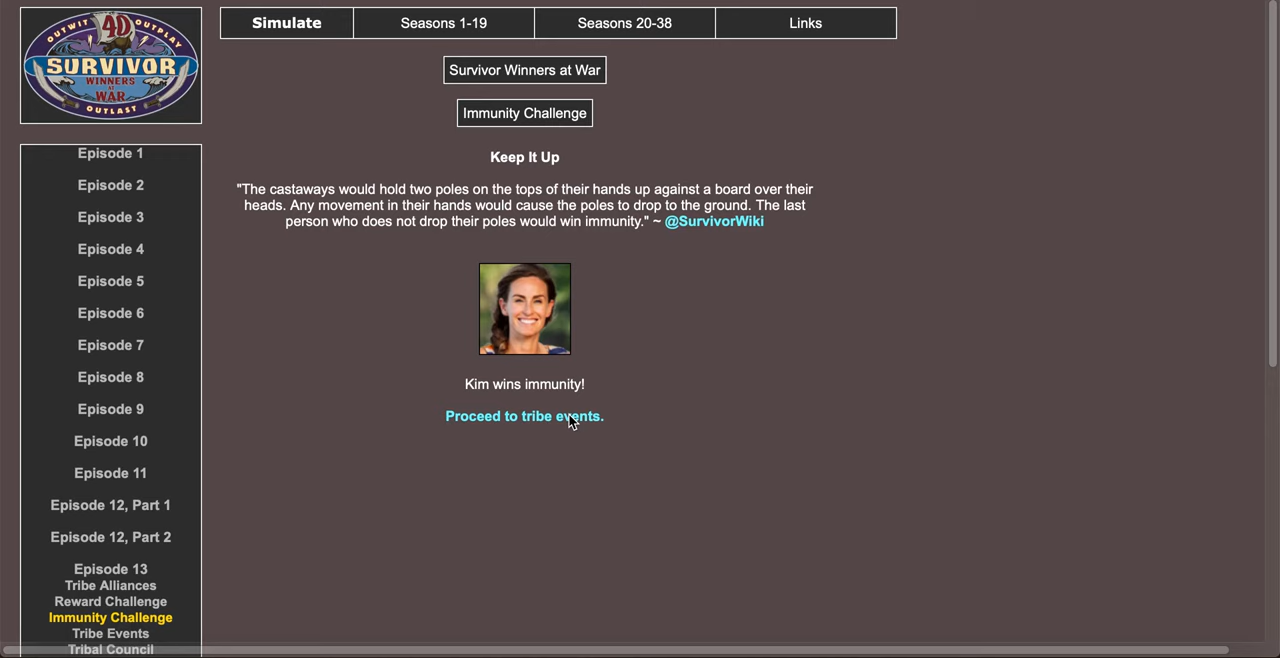 OUTWIT 40 OUTPLAY
SURVIVOR
WINNERS
AT
WAR
OUTLAST
Simulate
Seasons 1-19
Seasons 20-38
Links
Survivor Winners at War
Immunity Challenge
Keep It Up
"The castaways would hold two poles on the tops of their hands up against a board over their
heads. Any movement in their hands would cause the poles to drop to the ground. The last
person who does not drop their poles would win immunity." ~ @SurvivorWiki
Kim wins immunity!
Proceed to tribe events.
Episode 1
Episode 2
Episode 3
Episode 4
Episode 5
Episode 6
Episode 7
Episode 8
Episode 9
Episode 10
Episode 11
Episode 12, Part 1
Episode 12, Part 2
Episode 13
Tribe Alliances
Reward Challenge
Immunity Challenge
Tribe Events
Tribal Council